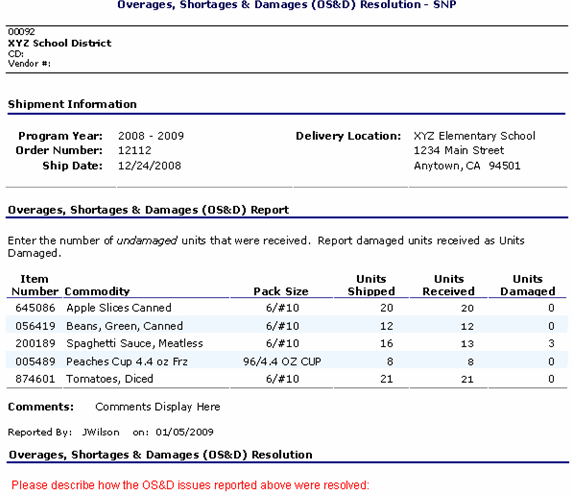 Overages, Shortages & Damages (OS&D) Resolution - SNP
00092
XYZ School District
CD:
Vendor #:
Shipment Information
Program Year: 2008 - 2009 Delivery Location: XYZ Elementary School
Order Number: 12112 1234 Main Street
Ship Date: 12/24/2008 Anytown, CA 94501
Overages, Shortages & Damages (OS&D) Report
Enter the number of undamaged units that were received. Report damaged units received as Units
Damaged.
Item Units Units Units
Number Commodity Pack Size Shipped Received Damaged
645086 Apple Slices Canned 6/#10 20 20 0
056419 Beans, Green, Canned 6/#10 12 12 0
200189 Spaghetti Sauce, Meatless 6/#10 16 13 3
005489 Peaches Cup 4.4 oz Frz 96/4.4 OZ CUP 8 8 0
874601 Tomatoes, Diced 6/#10 21 21 0
Comments: Comments Display Here
Reported By: JWilson on: 01/05/2009
Overages, Shortages & Damages (OS&D) Resolution
Please describe how the OS&D issues reported above were resolved: